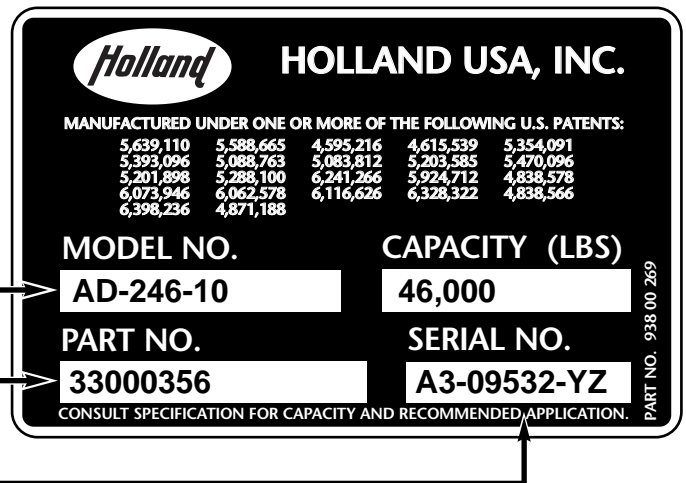 Holland HOLLAND USA, INC.
MANUFACTURED UNDER ONE OR MORE OF THE FOLLOWING U.S. PATENTS:
5,639,110 5,588,665 4,595,216 4,615,539 5,354,091
5,393,096 5,088,763 5,083,812 5,203,585 5,470,096
5,201,898 5,288,100 6,241,266 5,924,712 4,838,578
6,073,946 6,062,578 6,116,626 6,328,322 4,838,566
6,398,236 4,871,188
MODEL NO. CAPACITY (LBS)
AD-246-10 46,000
PART NO. SERIAL NO.
33000356 A3-09532-YZ
CONSULT SPECIFICATION FOR CAPACITY AND RECOMMENDED APPLICATION.
PART NO. 938 00 269